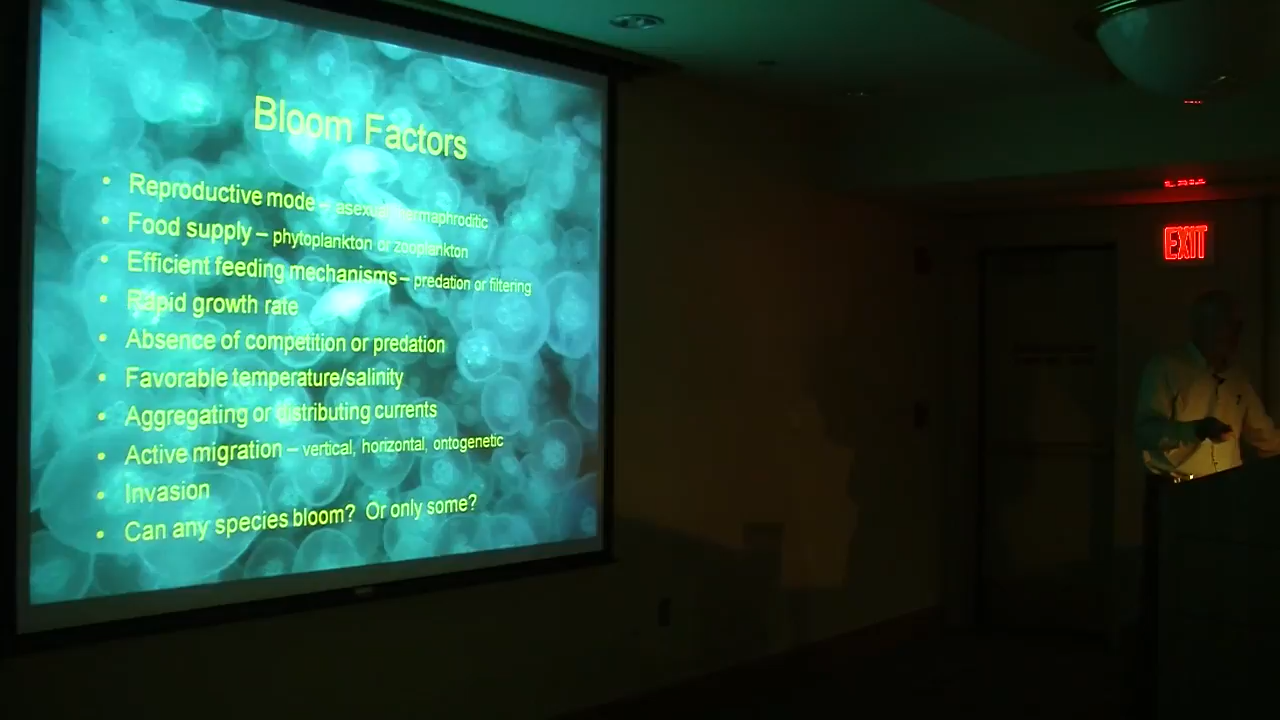 Bloom Factors
• Reproductive mode – asexual, hermaphroditic
• Food supply – phytoplankton or zooplankton
• Efficient feeding mechanisms – predation or filtering
• Rapid growth rate
• Absence of competition or predation
• Favorable temperature/salinity
• Aggregating or distributing currents
• Active migration – vertical, horizontal, ontogenetic
• Invasion
• Can any species bloom? Or only some?
EXIT